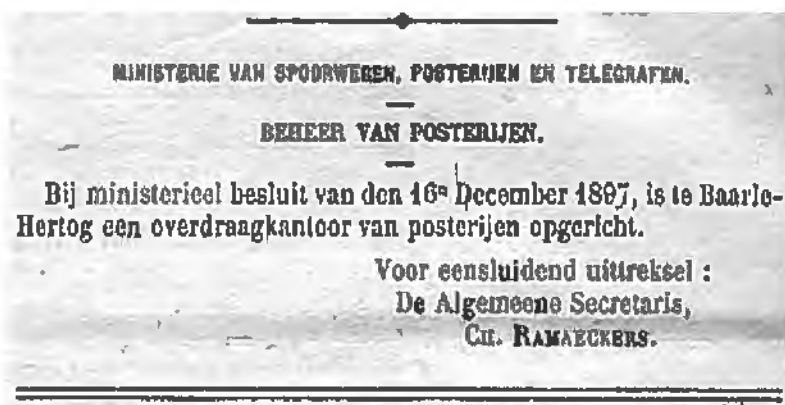 MINISTERIE VAN SPOORWEGEN, POSTERIJEN EN TELEGRAFEN.
BEHEER VAN POSTERIJEN.
Bij ministerieel besluit van den 16n December 1897, is te Baarle-
Hertog een overdraagkantoor van posterijen opgericht.
Voor eensluidend uittreksel :
De Algemeene Secretaris,
CH. RAMAECKERS.